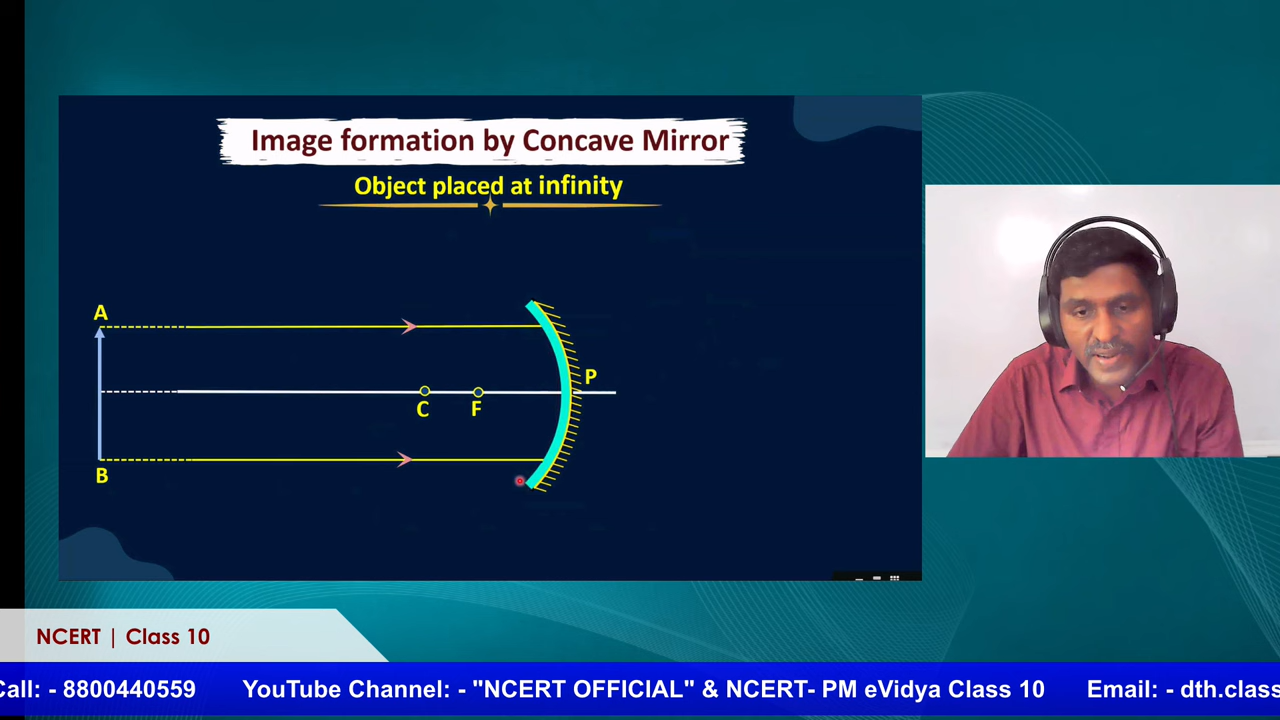 Image formation by Concave Mirror
Object placed at infinity
A
P
C F
B
NCERT | Class 10
Call: - 8800440559 YouTube Channel: - "NCERT OFFICIAL" & NCERT- PM eVidya Class 10 Email: - dth.class